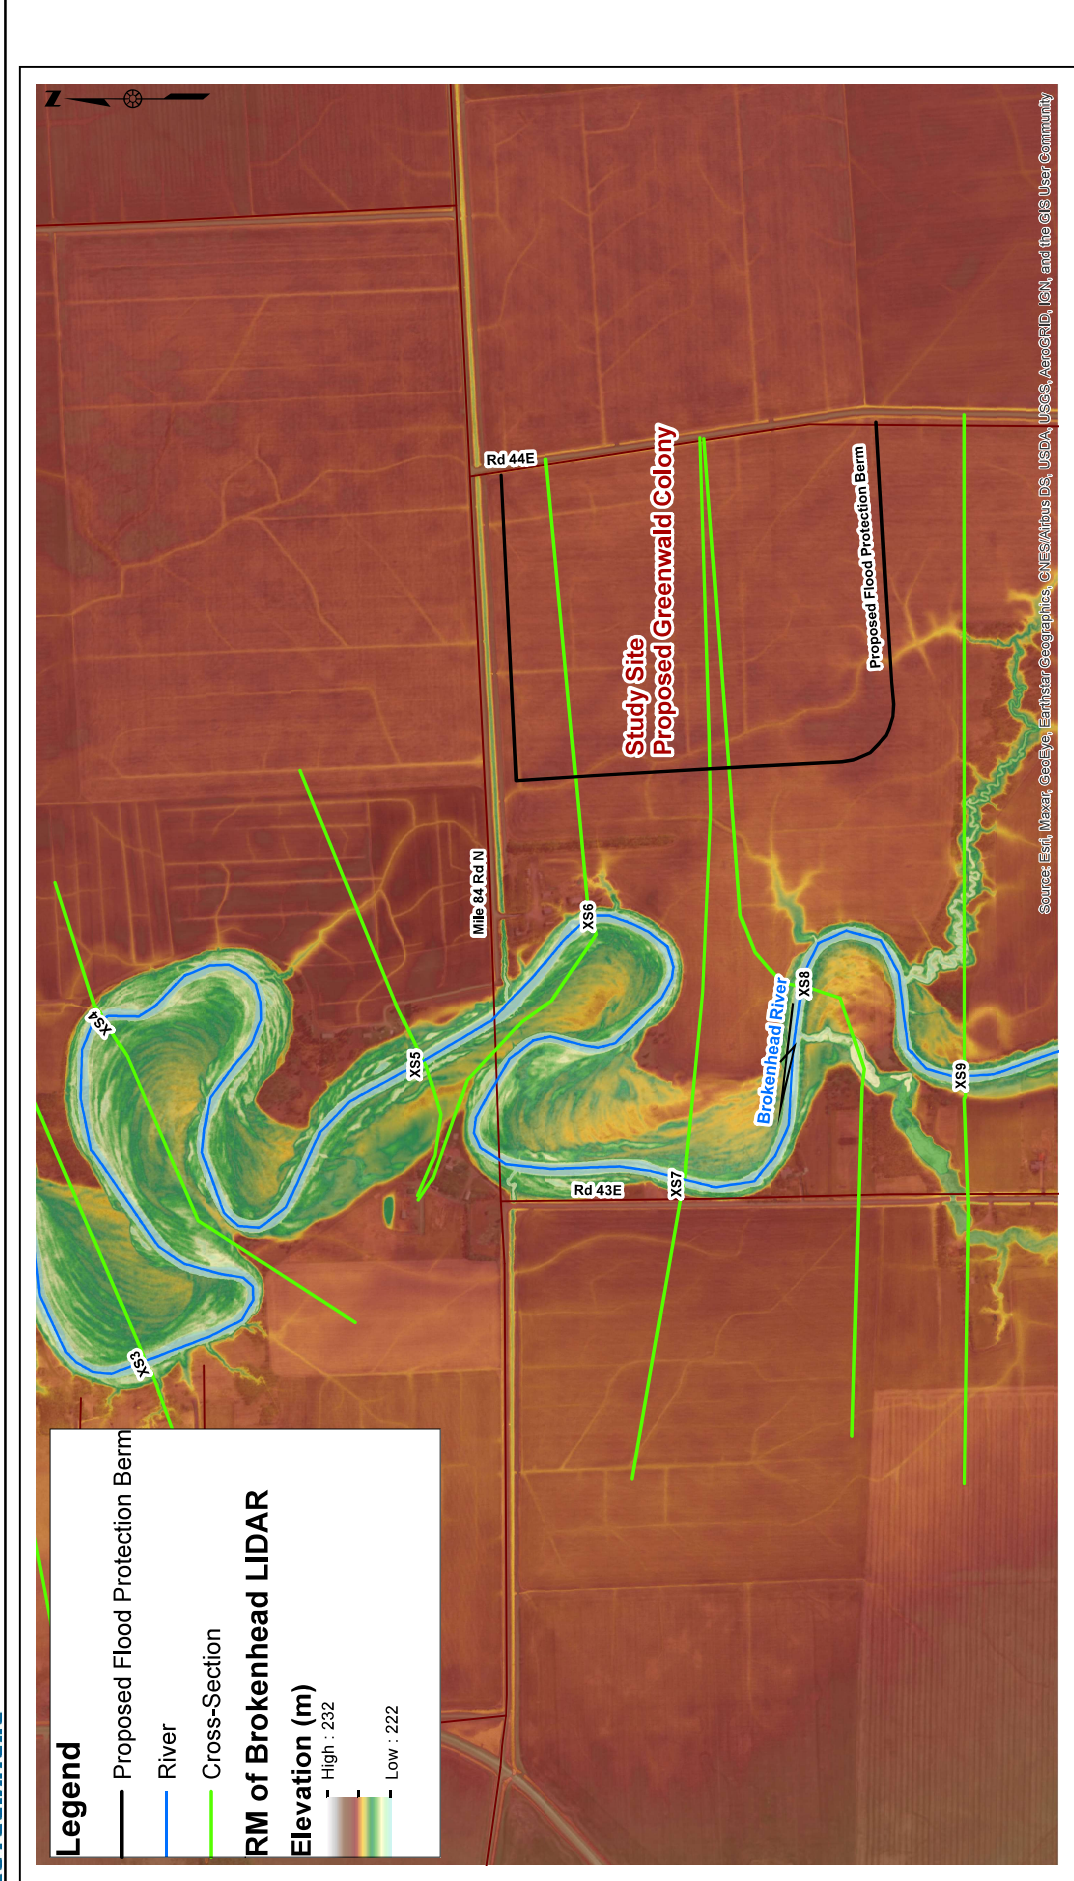 Legend
Proposed Flood Protection Berm
River
Cross-Section
RM of Brokenhead LIDAR
Elevation (m)
High : 232
Low : 222
N
XS3
XS4
XS5
XS6
XS7
XS8
XS9
Mile 84 Rd N
Rd 44E
Rd 43E
Brokenhead River
Study Site
Proposed Greenwald Colony
Proposed Flood Protection Berm
Source: Esri, Maxar, GeoEye, Earthstar Geographics, CNES/Airbus DS, USDA, USGS, AeroGRID, IGN, and the GIS User Community